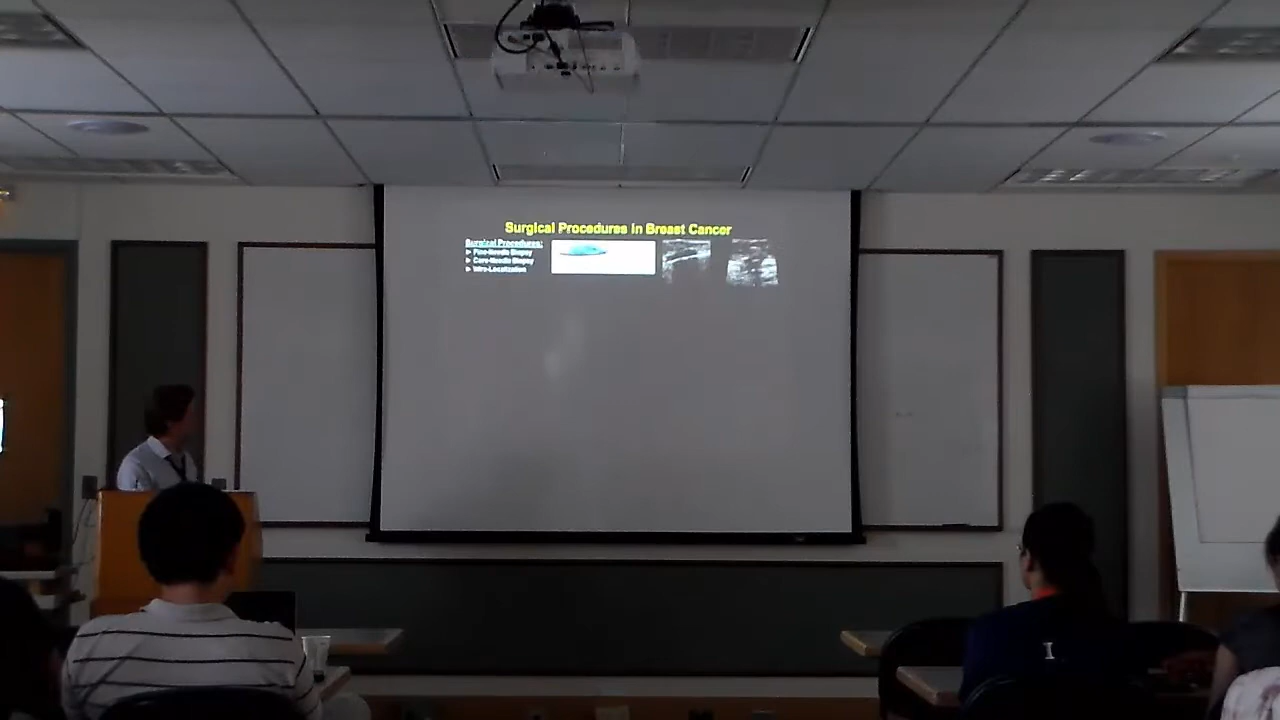 Surgical Procedures in Breast Cancer
Surgical Procedures:
Fine-Needle Biopsy
Core-Needle Biopsy
Wire-Localization
I